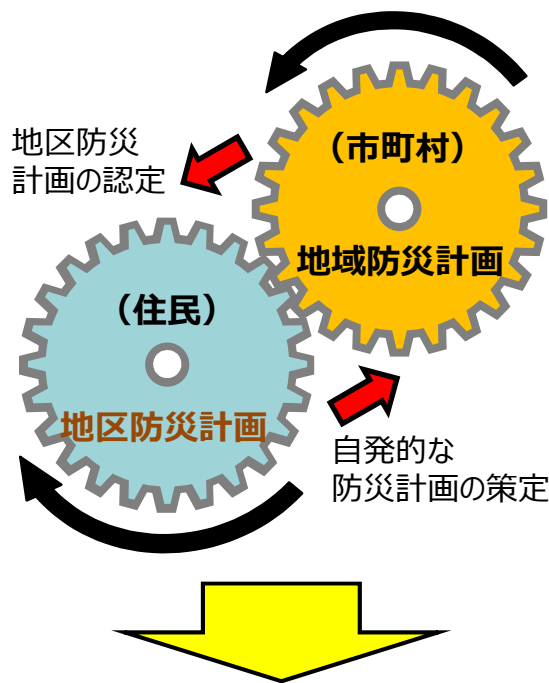 (市町村)
地域防災計画
地区防災
計画の認定
(住民)
地区防災計画
自発的な
防災計画の策定